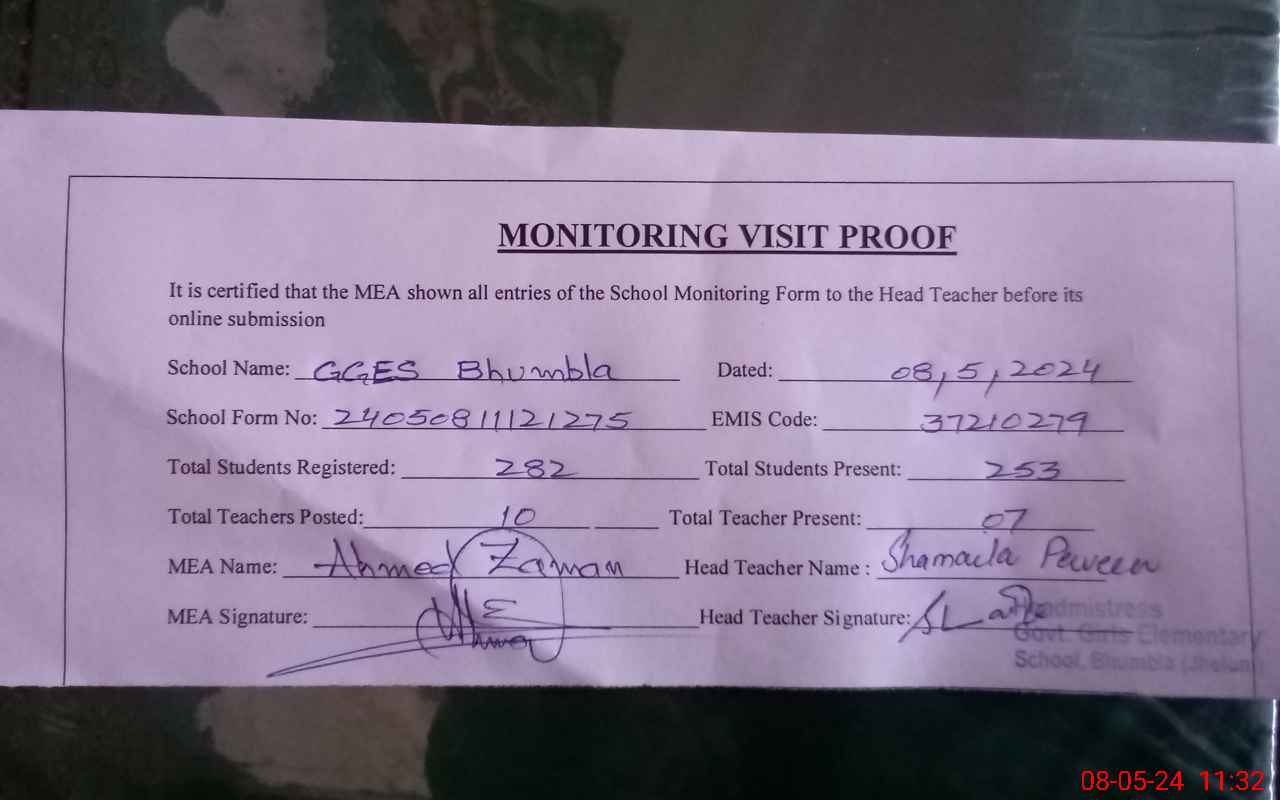 MONITORING VISIT PROOF
It is certified that the MEA shown all entries of the School Monitoring Form to the Head Teacher before its
online submission
School Name: GGES Bhumbla Dated: 08,5,2024
School Form No: 24050811121275 EMIS Code: 37210279
Total Students Registered: 282 Total Students Present: 253
Total Teachers Posted: 10 Total Teacher Present: 07
MEA Name: Ahmed Zaman Head Teacher Name : Shamaila Perveen
MEA Signature: Head Teacher Signature:
Headmistress
Govt. Girls Elementary
School, Bhumbla (Jhelum)
08-05-24 11:32